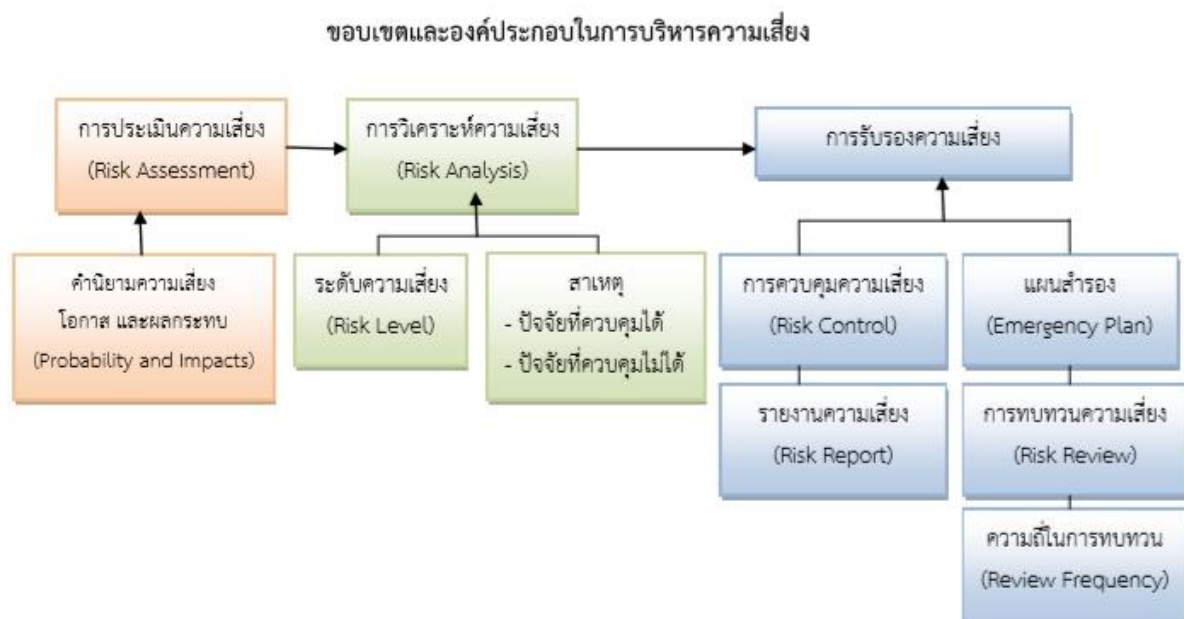 ขอบเขตและองค์ประกอบในการบริหารความเสี่ยง
การประเมินความเสี่ยง
(Risk Assessment)
การวิเคราะห์ความเสี่ยง
(Risk Analysis)
การรับรองความเสี่ยง
คำนิยามความเสี่ยง
โอกาส และผลกระทบ
(Probability and Impacts)
ระดับความเสี่ยง
(Risk Level)
สาเหตุ
- ปัจจัยที่ควบคุมได้
- ปัจจัยที่ควบคุมไม่ได้
การควบคุมความเสี่ยง
(Risk Control)
แผนสำรอง
(Emergency Plan)
รายงานความเสี่ยง
(Risk Report)
การทบทวนความเสี่ยง
(Risk Review)
ความถี่ในการทบทวน
(Review Frequency)